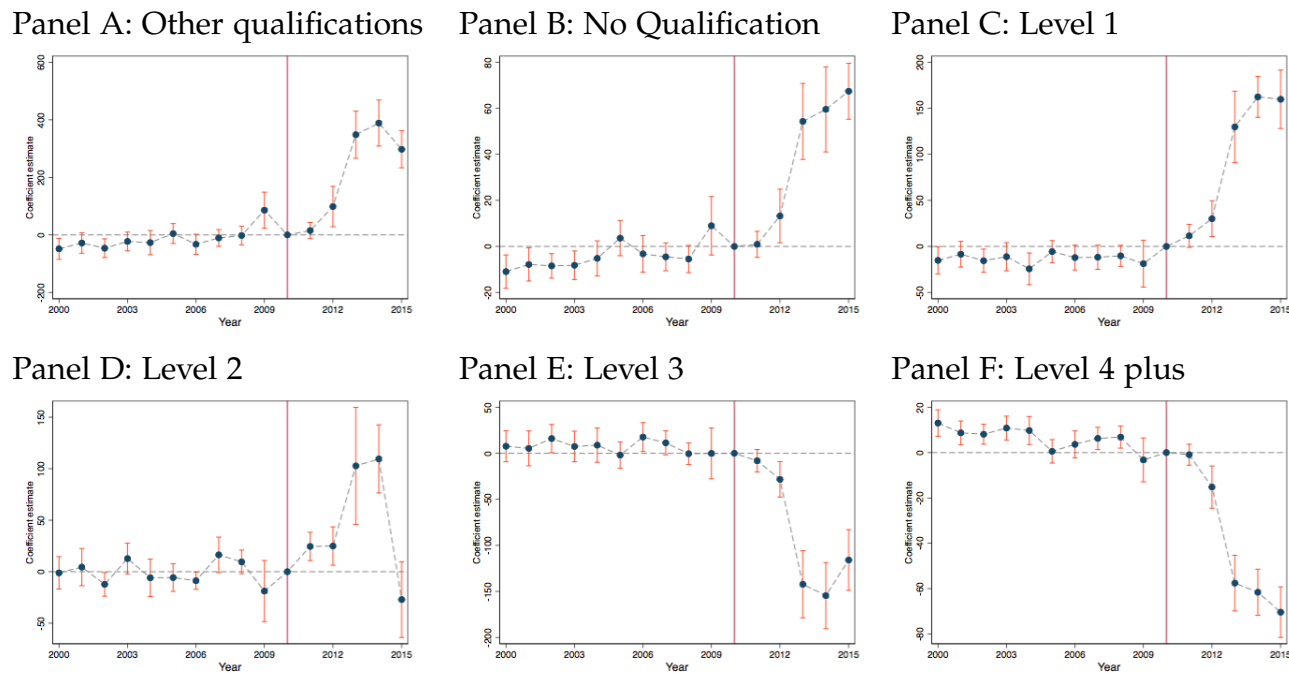 Panel A: Other qualifications
Coefficient estimate
600
400
200
0
-200
2000 2003 2006 2009 2012 2015
Year
Panel B: No Qualification
Coefficient estimate
80
60
40
20
0
-20
2000 2003 2006 2009 2012 2015
Year
Panel C: Level 1
Coefficient estimate
200
150
100
50
0
-50
2000 2003 2006 2009 2012 2015
Year
Panel D: Level 2
Coefficient estimate
150
100
50
0
-50
2000 2003 2006 2009 2012 2015
Year
Panel E: Level 3
Coefficient estimate
50
0
-50
-100
-150
-200
2000 2003 2006 2009 2012 2015
Year
Panel F: Level 4 plus
Coefficient estimate
20
0
-20
-40
-60
-80
2000 2003 2006 2009 2012 2015
Year